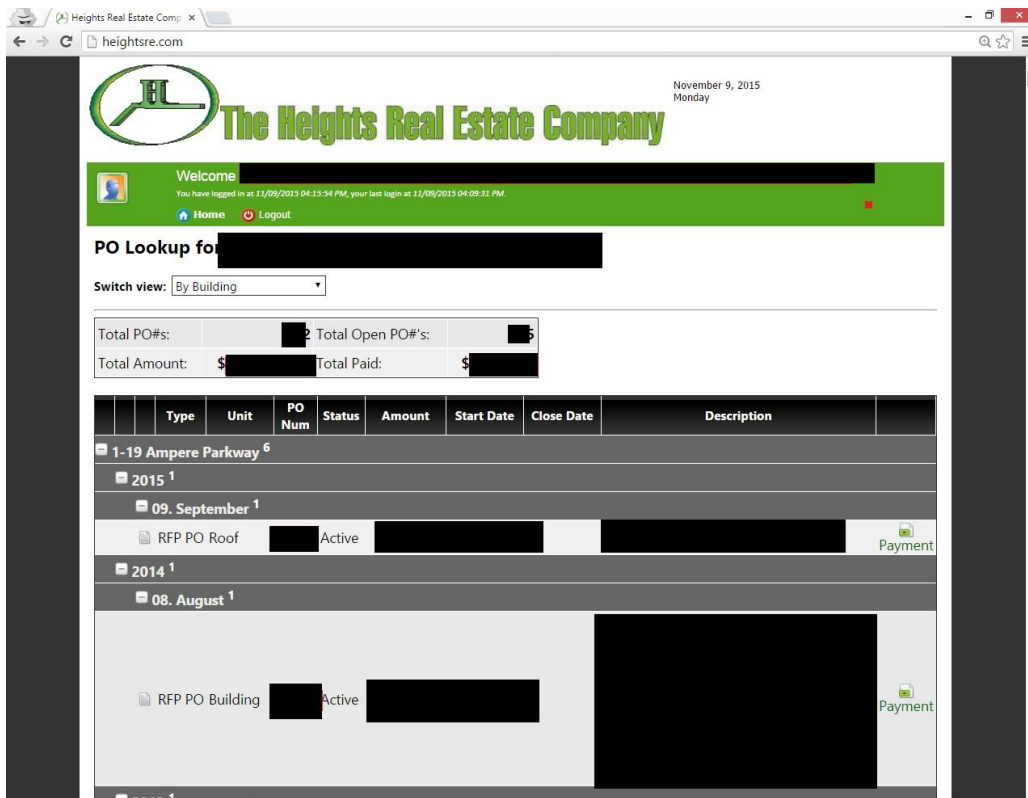 Heights Real Estate Comp
heightsre.com
HL
The Heights Real Estate Company
November 9, 2015
Monday
Welcome
You have logged in at 11/09/2015 04:15:54 PM, your last login at 11/09/2015 04:09:31 PM.
Home Logout
PO Lookup for
Switch view: By Building
Total PO#s: 2 Total Open PO#'s: 5
Total Amount: $ Total Paid: $
Type Unit PO Num Status Amount Start Date Close Date Description
1-19 Ampere Parkway 6
2015 1
09. September 1
RFP PO Roof Active Payment
2014 1
08. August 1
RFP PO Building Active Payment